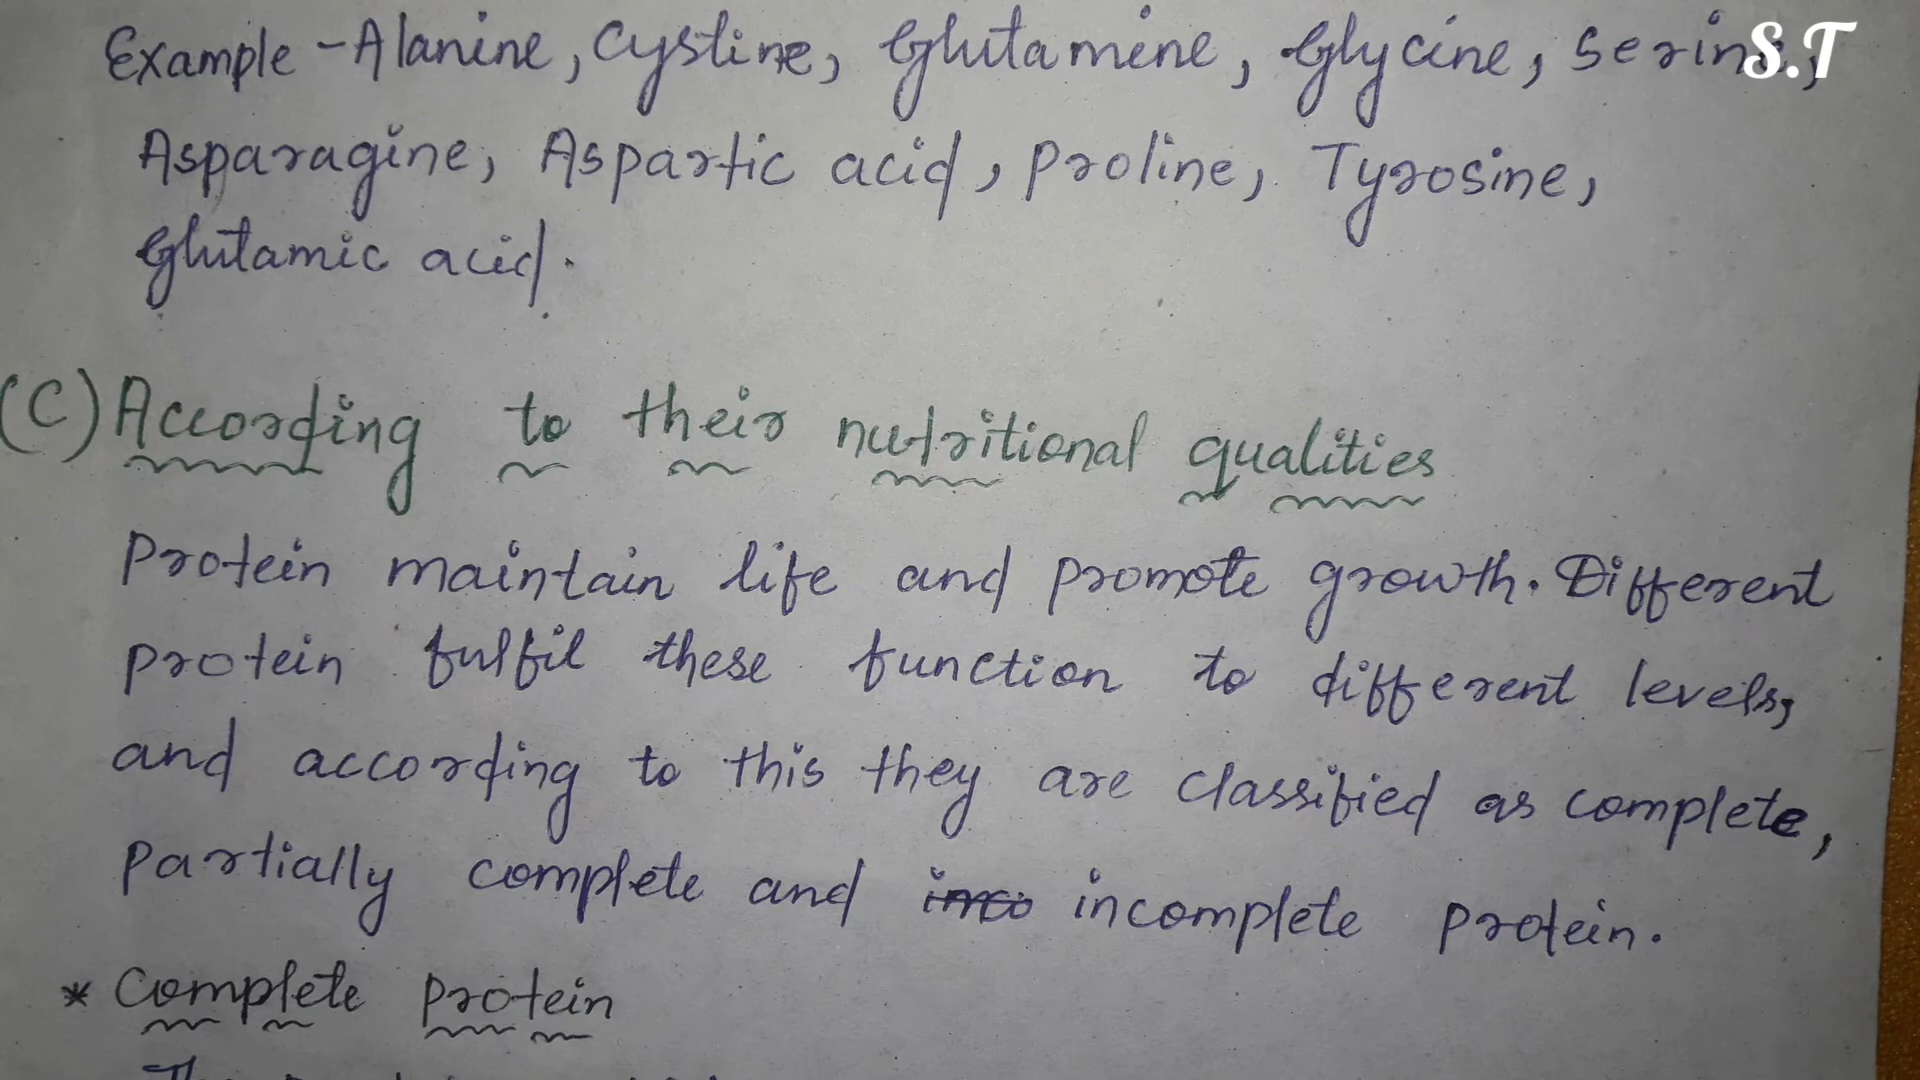 Example - Alanine, Cystine, Glutamine, Glycine, Serine,
S.T
Asparagine, Aspartic acid, Proline, Tyrosine,
Glutamic acid.
(C) According to their nutritional qualities
Protein maintain life and promote growth. Different
protein fulfil these function to different levels,
and according to this they are classified as complete,
Partially complete and inco incomplete protein.
* Complete protein